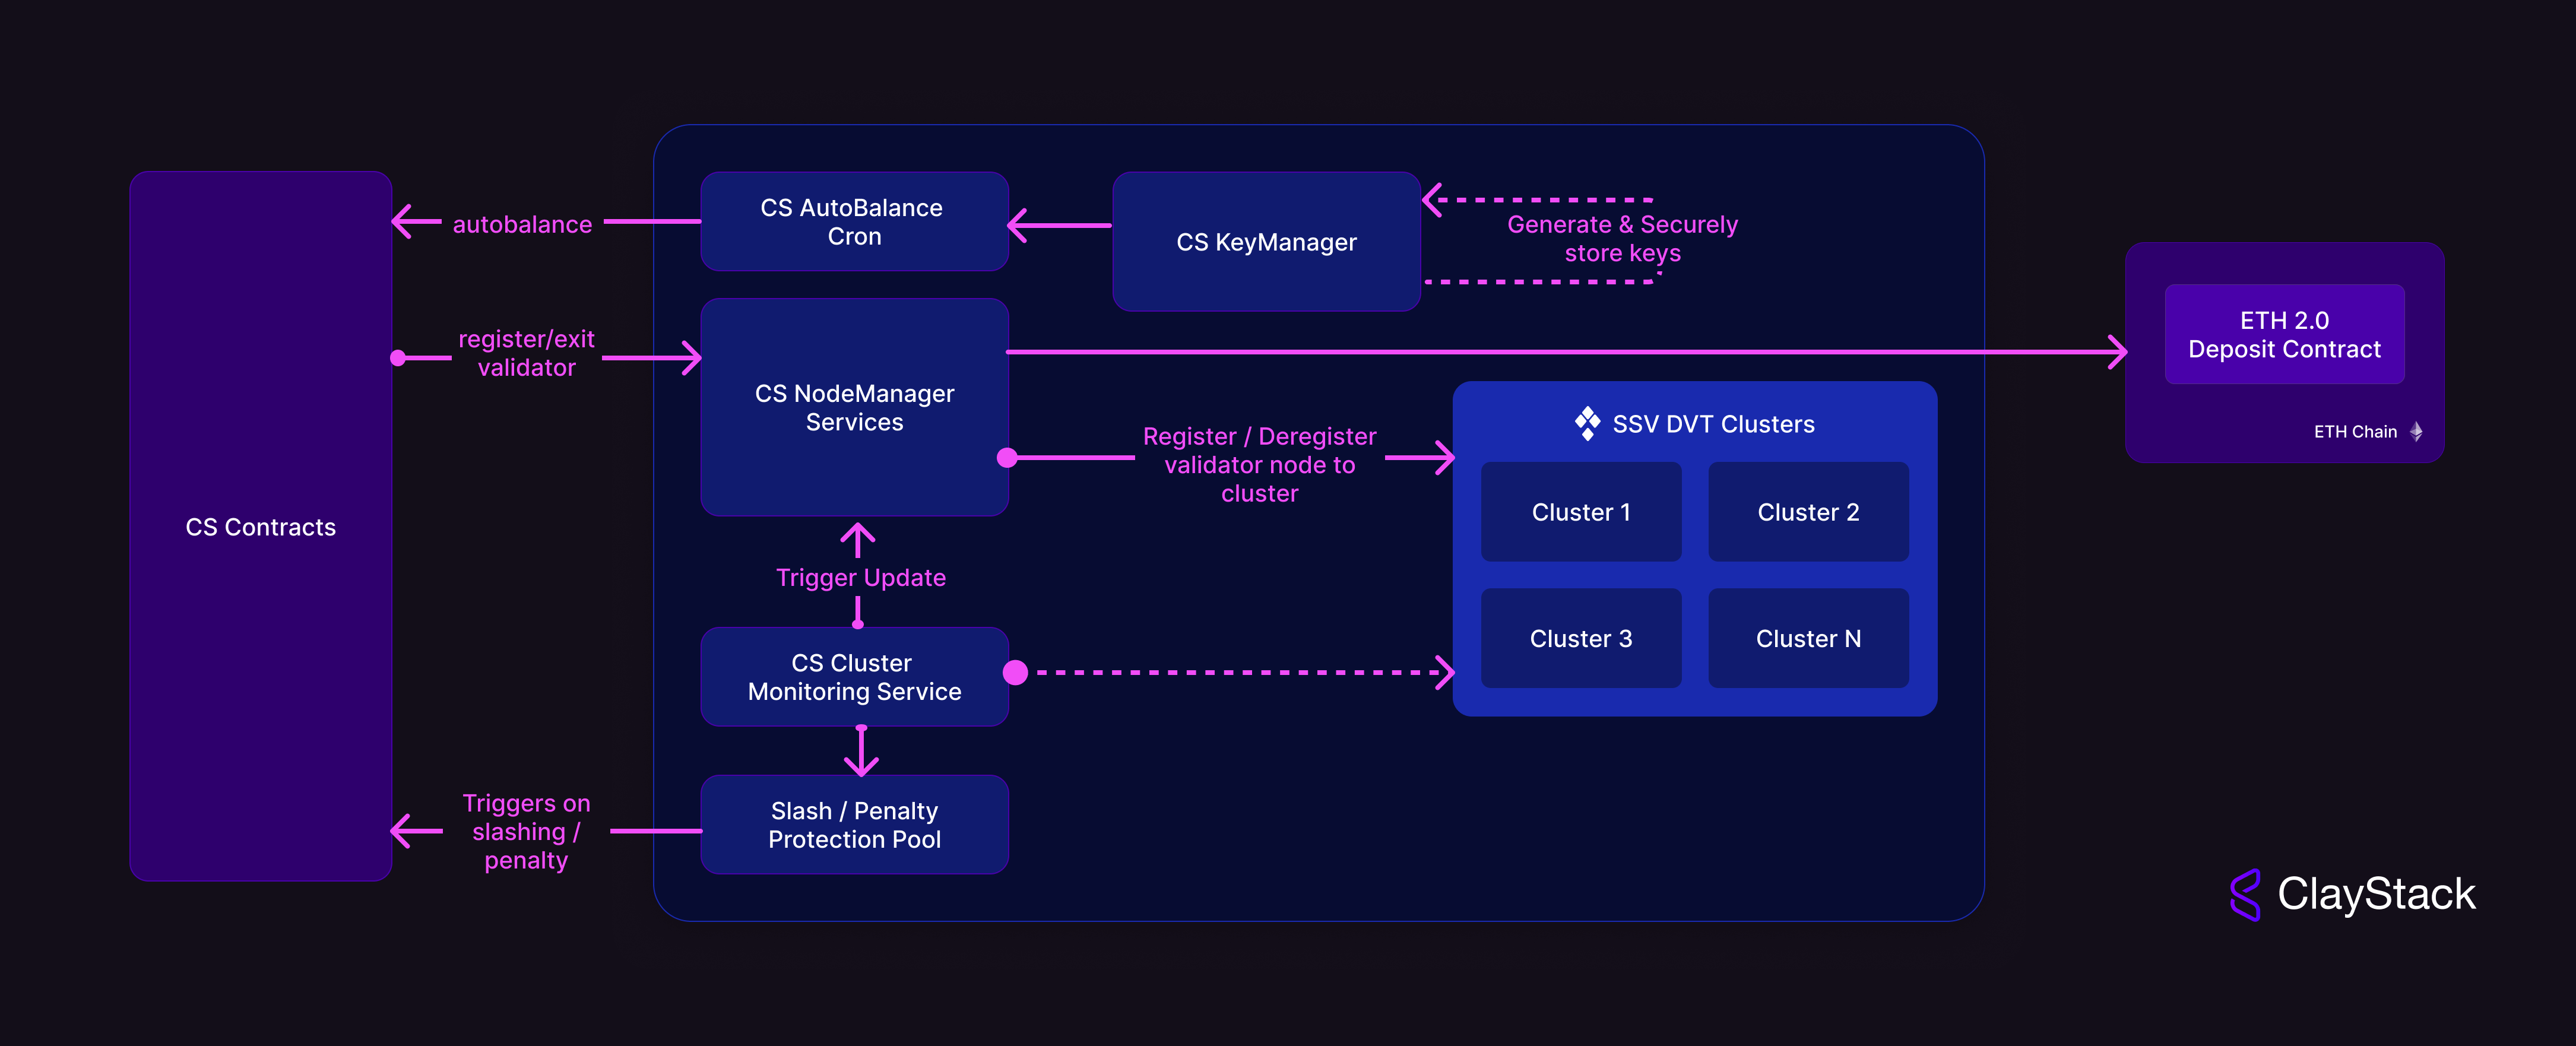 CS Contracts
autobalance
register/exit
validator
Triggers on
slashing /
penalty
CS AutoBalance
Cron
CS KeyManager
Generate & Securely
store keys
CS NodeManager
Services
Register / Deregister
validator node to
cluster
Trigger Update
CS Cluster
Monitoring Service
Slash / Penalty
Protection Pool
SSV DVT Clusters
Cluster 1
Cluster 2
Cluster 3
Cluster N
ETH 2.0
Deposit Contract
ETH Chain
ClayStack